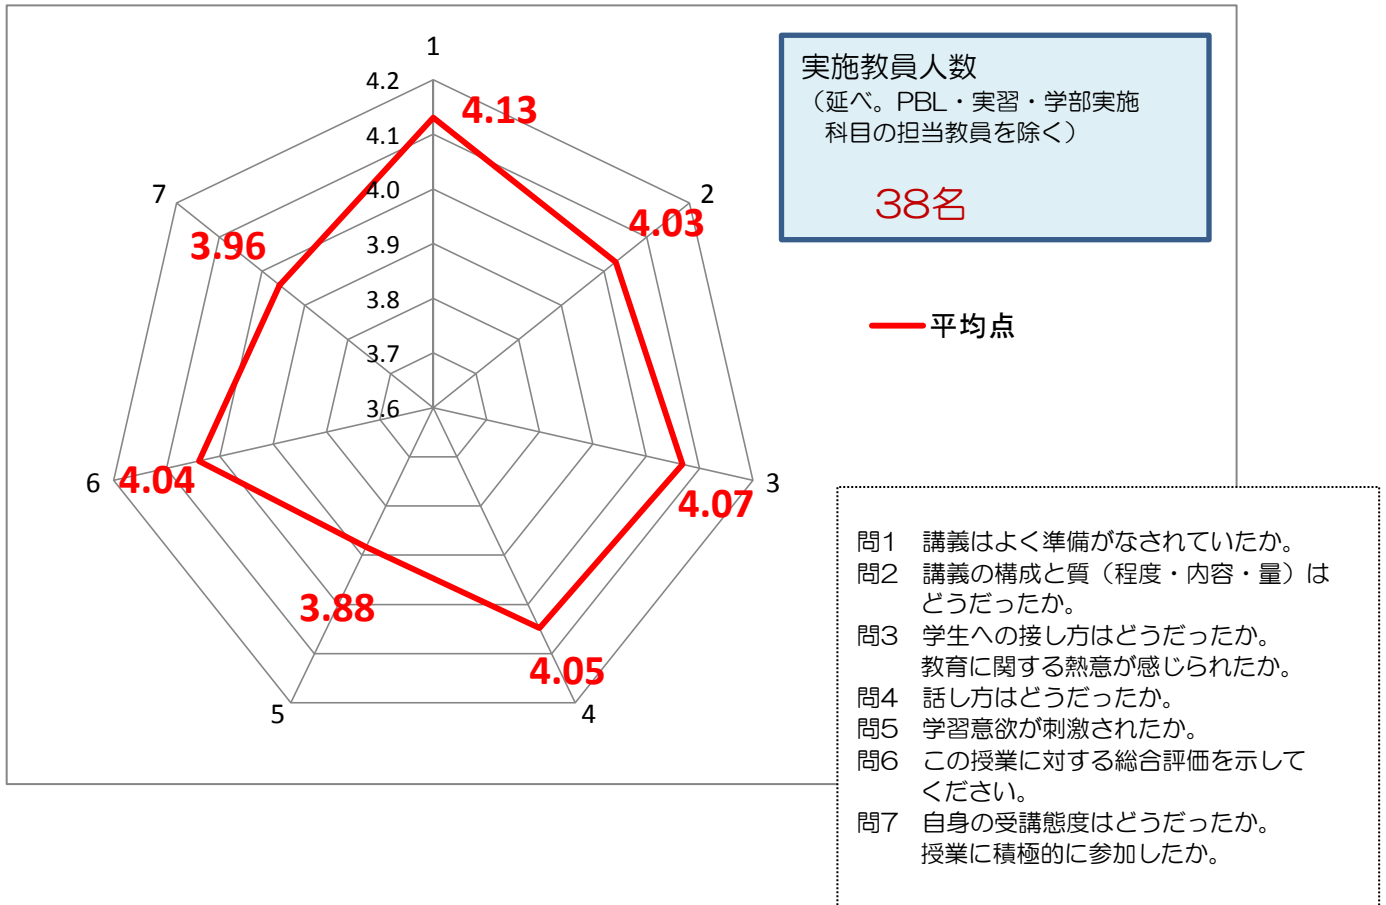 1
4.2
4.13
4.1
4.0
3.9
3.8
3.7
3.6
2
4.03
3
4.07
4
4.05
5
3.88
6
4.04
7
3.96
実施教員人数
（延べ。PBL・実習・学部実施
科目の担当教員を除く）
38名
平均点
問1　講義はよく準備がなされていたか。
問2　講義の構成と質（程度・内容・量）は
どうだったか。
問3　学生への接し方はどうだったか。
教育に関する熱意が感じられたか。
問4　話し方はどうだったか。
問5　学習意欲が刺激されたか。
問6　この授業に対する総合評価を示して
ください。
問7　自身の受講態度はどうだったか。
授業に積極的に参加したか。